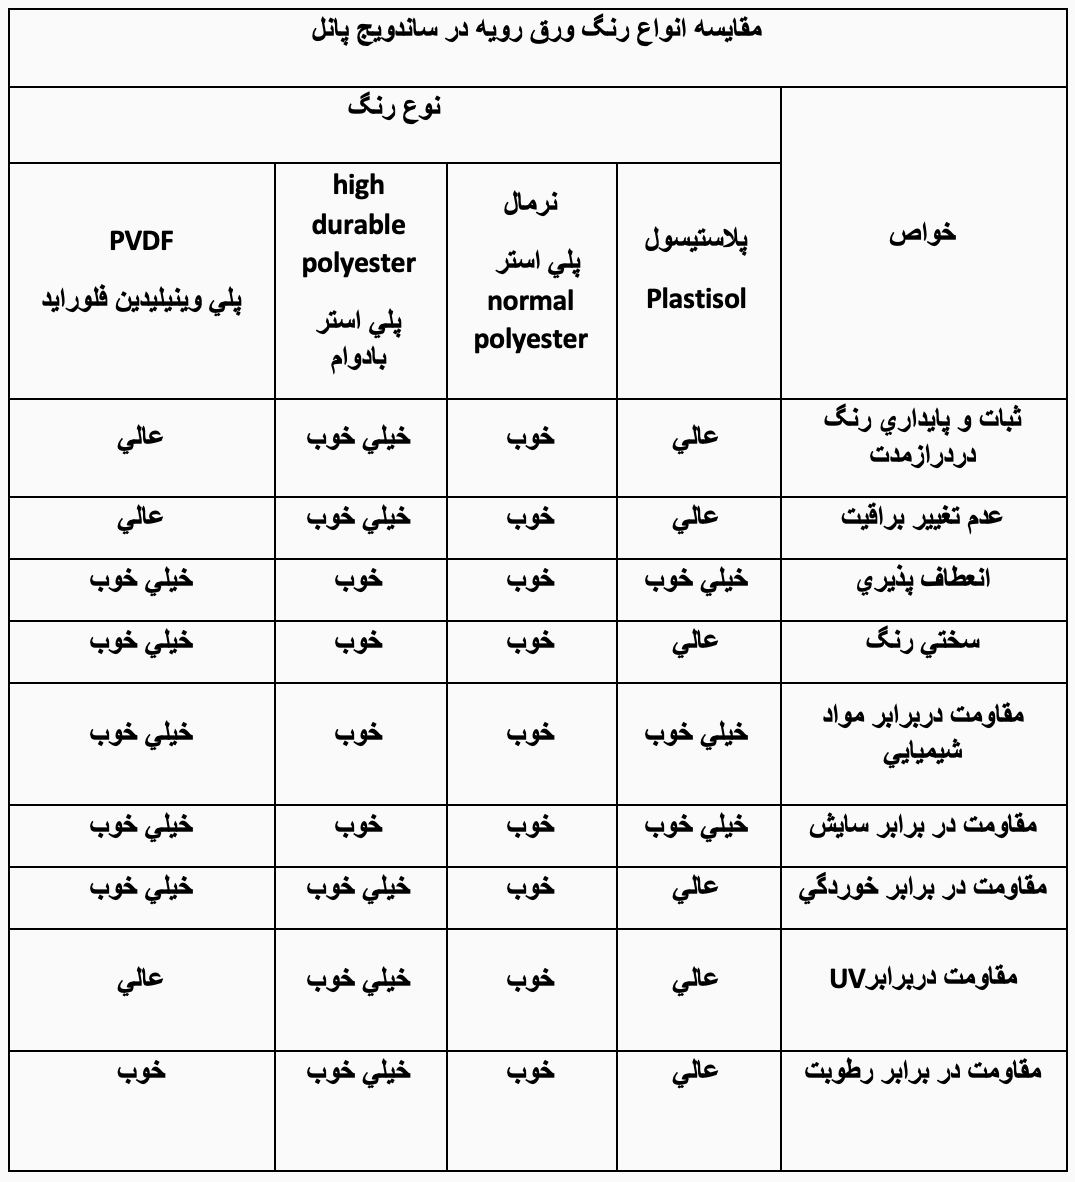 مقايسه انواع رنگ ورق رويه در ساندويچ پانل
خواص
نوع رنگ
پلاستيسول
Plastisol
نرمال
پلي استر
normal
polyester
high
durable
polyester
پلي استر
بادوام
PVDF
پلي وينيليدين فلورايد
ثبات و پايداري رنگ
دردرازمدت
عالي
خوب
خيلي خوب
عالي
عدم تغيير براقيت
عالي
خوب
خيلي خوب
عالي
انعطاف پذيري
خيلي خوب
خوب
خوب
خيلي خوب
سختي رنگ
عالي
خوب
خوب
خيلي خوب
مقاومت دربرابر مواد
شيميايي
خيلي خوب
خوب
خوب
خيلي خوب
مقاومت در برابر سايش
خيلي خوب
خوب
خوب
خيلي خوب
مقاومت در برابر خوردگي
عالي
خوب
خيلي خوب
خيلي خوب
مقاومت دربرابرUV
عالي
خوب
خيلي خوب
عالي
مقاومت در برابر رطوبت
عالي
خوب
خيلي خوب
خوب